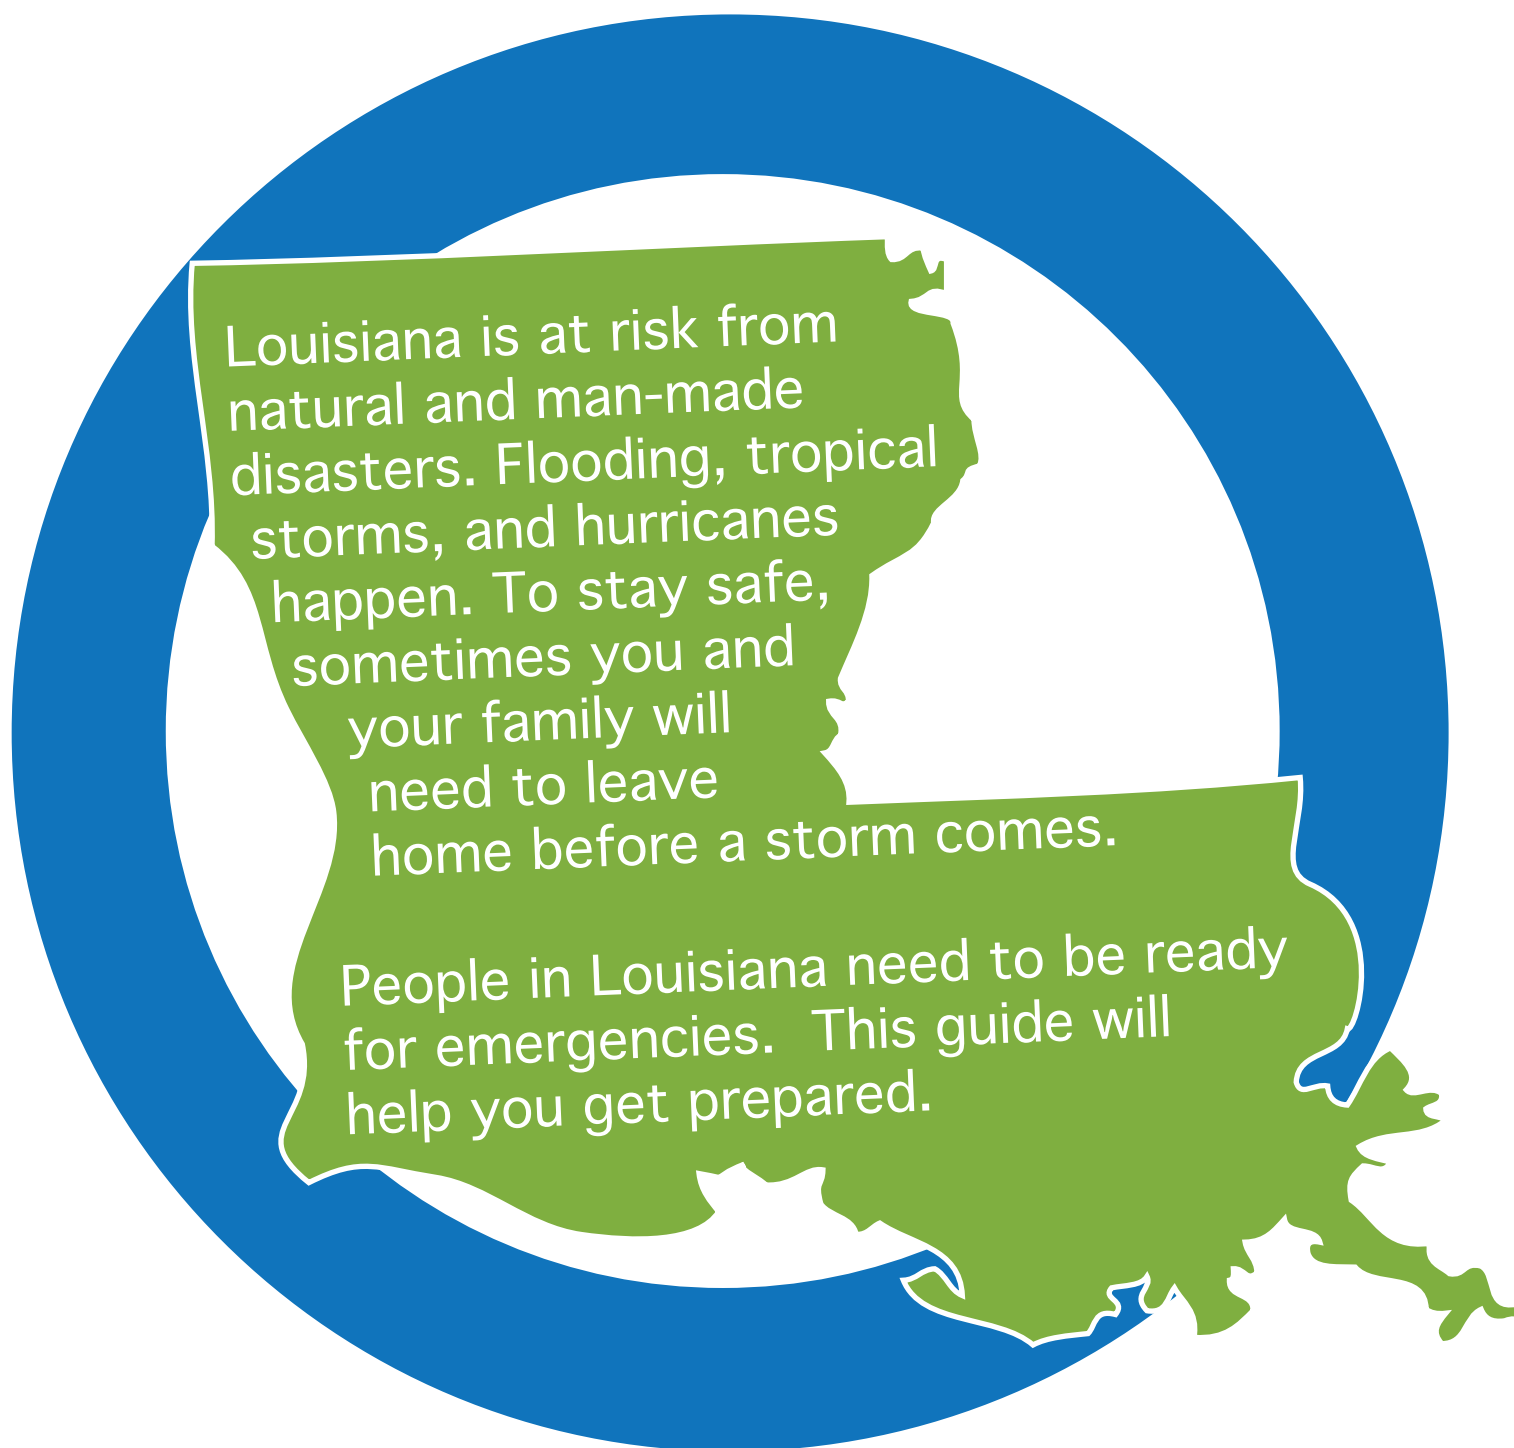 Louisiana is at risk from
natural and man-made
disasters. Flooding, tropical
storms, and hurricanes
happen. To stay safe,
sometimes you and
your family will
need to leave
home before a storm comes.
People in Louisiana need to be ready
for emergencies.  This guide will
help you get prepared.